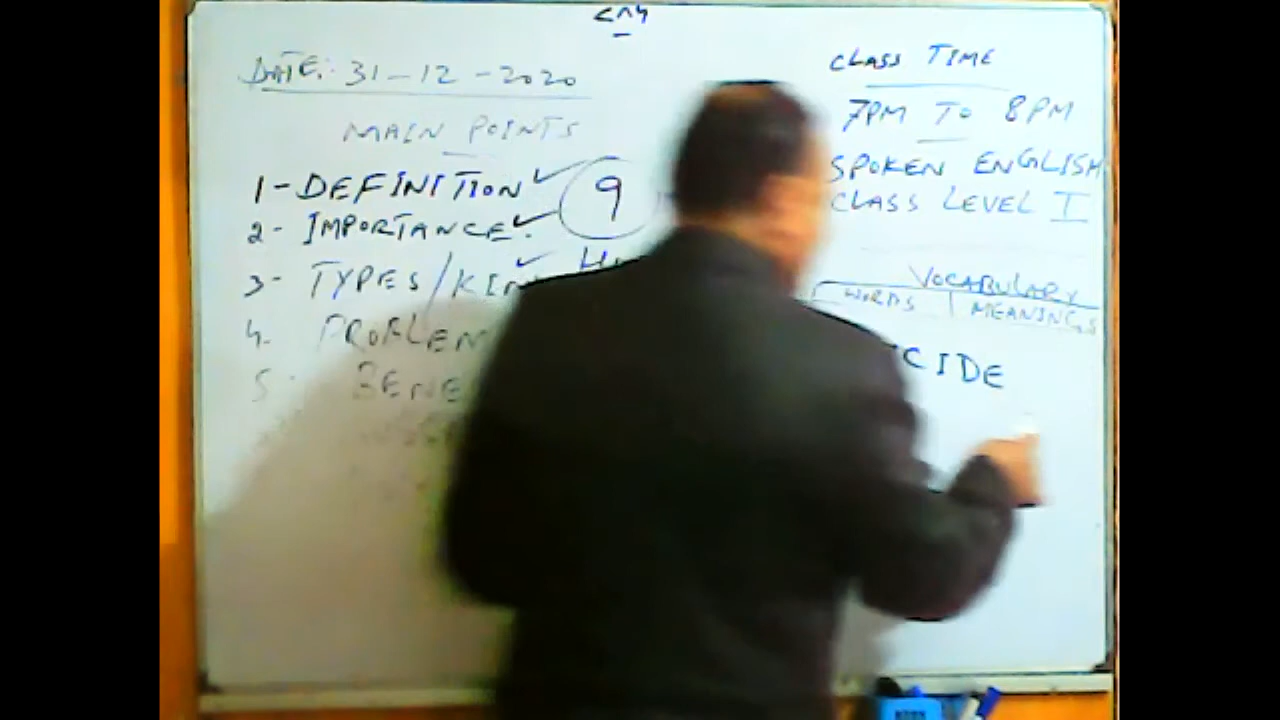 DATE: 31-12-2020
MAIN POINTS
1-DEFINITION ✓
9
2- IMPORTANCE ✓
3- TYPES/KIN
4. PROBLEM
5. BENE
CLASS TIME
7PM TO 8PM
SPOKEN ENGLISH
CLASS LEVEL I
VOCABULARY
WORDS MEANINGS
CIDE